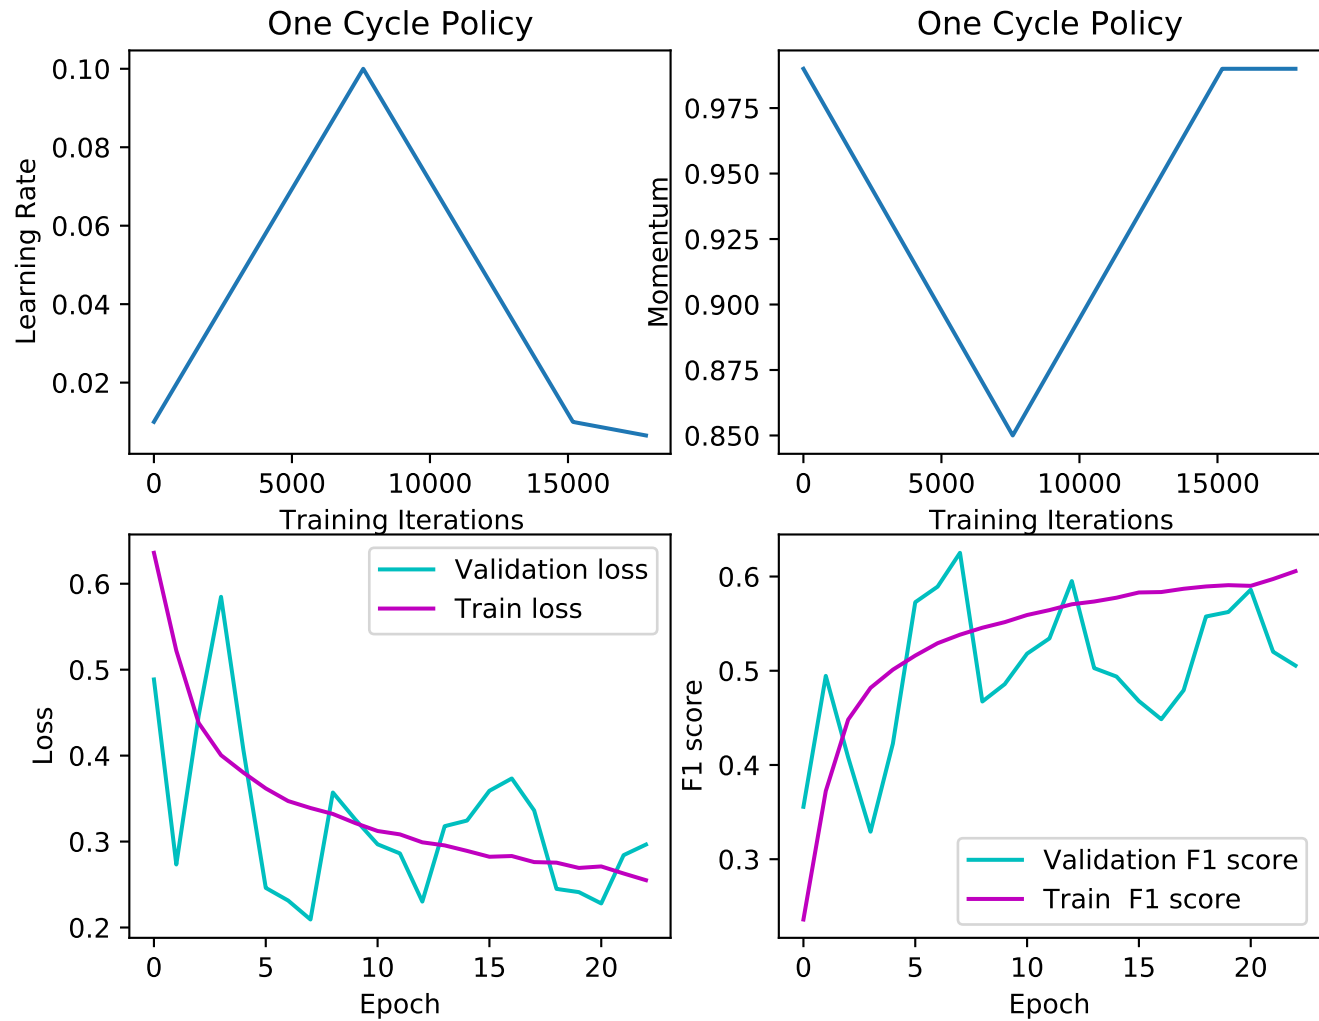 One Cycle Policy
Learning Rate
0.10
0.08
0.06
0.04
0.02
0 5000 10000 15000
Training Iterations
One Cycle Policy
Momentum
0.975
0.950
0.925
0.900
0.875
0.850
0 5000 10000 15000
Training Iterations
Loss
0.6
0.5
0.4
0.3
0.2
Validation loss
Train loss
0 5 10 15 20
Epoch
F1 score
0.6
0.5
0.4
0.3
Validation F1 score
Train  F1 score
0 5 10 15 20
Epoch